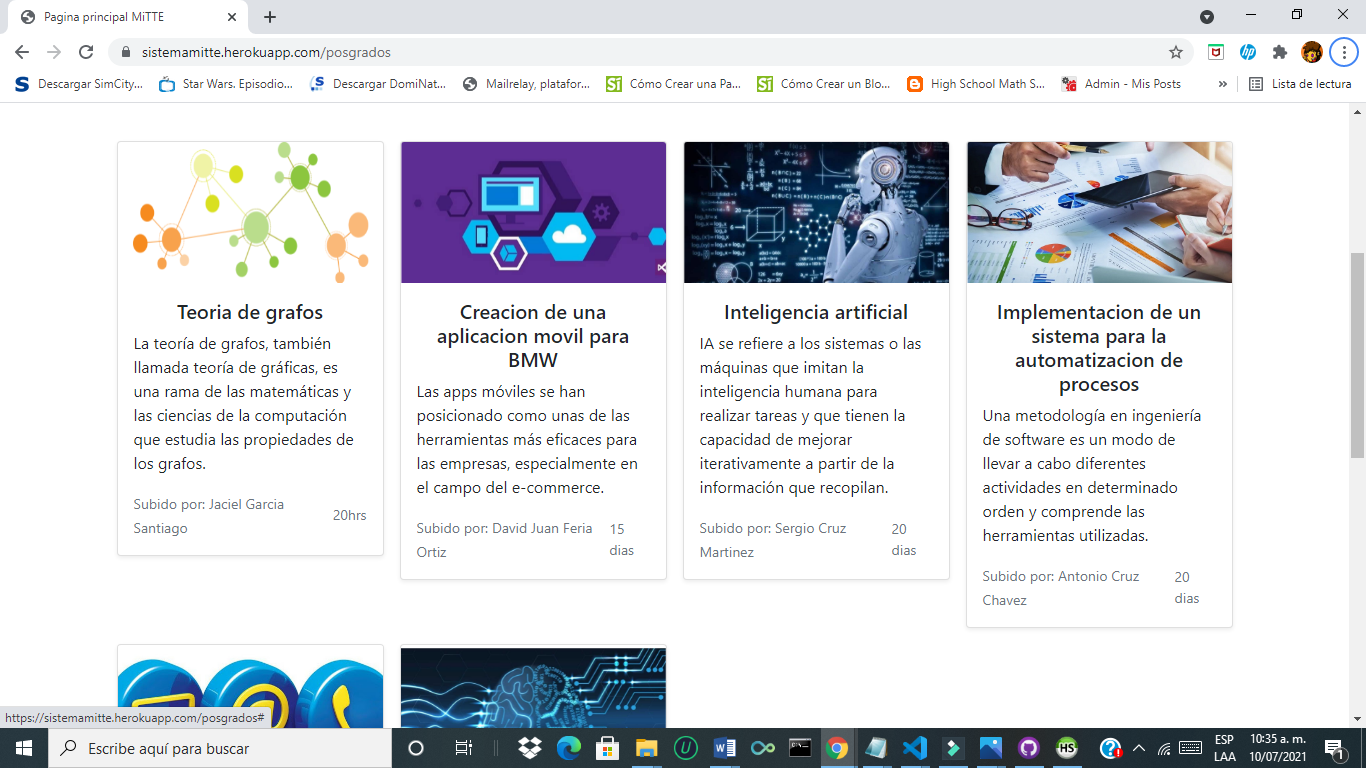 Pagina principal MiTTE
sistemamitte.herokuapp.com/posgrados
Descargar SimCity...
Star Wars. Episodio...
Descargar DomiNat...
Mailrelay, platafor...
Cómo Crear una Pa...
Cómo Crear un Blo...
High School Math S...
Admin - Mis Posts
»
Lista de lectura
Teoria de grafos
La teoría de grafos, también
llamada teoría de gráficas, es
una rama de las matemáticas y
las ciencias de la computación
que estudia las propiedades de
los grafos.
Subido por: Jaciel Garcia
Santiago
20hrs
Creacion de una
aplicacion movil para
BMW
Las apps móviles se han
posicionado como unas de las
herramientas más eficaces para
las empresas, especialmente en
el campo del e-commerce.
Subido por: David Juan Feria
Ortiz
15
dias
Inteligencia artificial
IA se refiere a los sistemas o las
máquinas que imitan la
inteligencia humana para
realizar tareas y que tienen la
capacidad de mejorar
iterativamente a partir de la
información que recopilan.
Subido por: Sergio Cruz
Martinez
20
dias
Implementacion de un
sistema para la
automatizacion de
procesos
Una metodología en ingeniería
de software es un modo de
llevar a cabo diferentes
actividades en determinado
orden y comprende las
herramientas utilizadas.
Subido por: Antonio Cruz
Chavez
20
dias
https://sistemamitte.herokuapp.com/posgrados#
Escribe aquí para buscar
HS
ESP
LAA
10:35 a. m.
10/07/2021
1